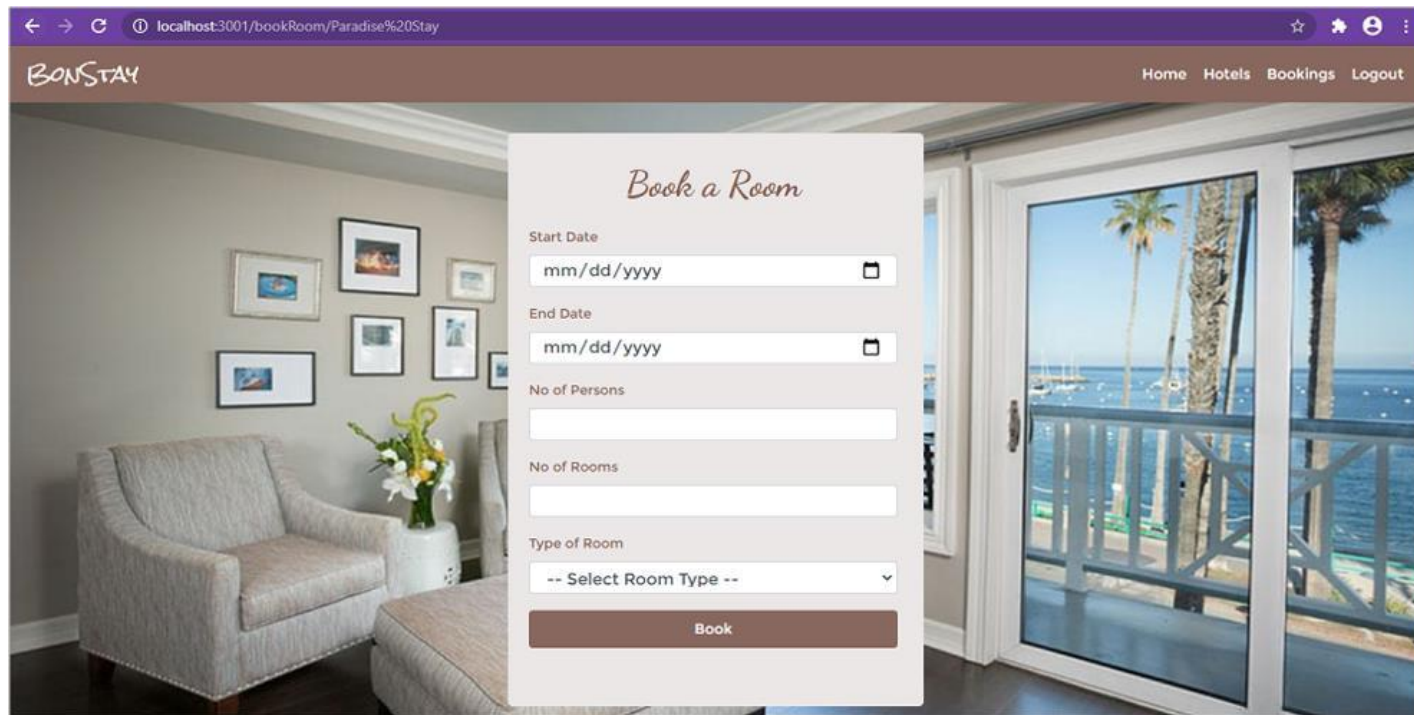 localhost:3001/bookRoom/Paradise%20Stay
BONSTAY
Home Hotels Bookings Logout
Book a Room
Start Date
mm/dd/yyyy
End Date
mm/dd/yyyy
No of Persons
No of Rooms
Type of Room
-- Select Room Type --
Book